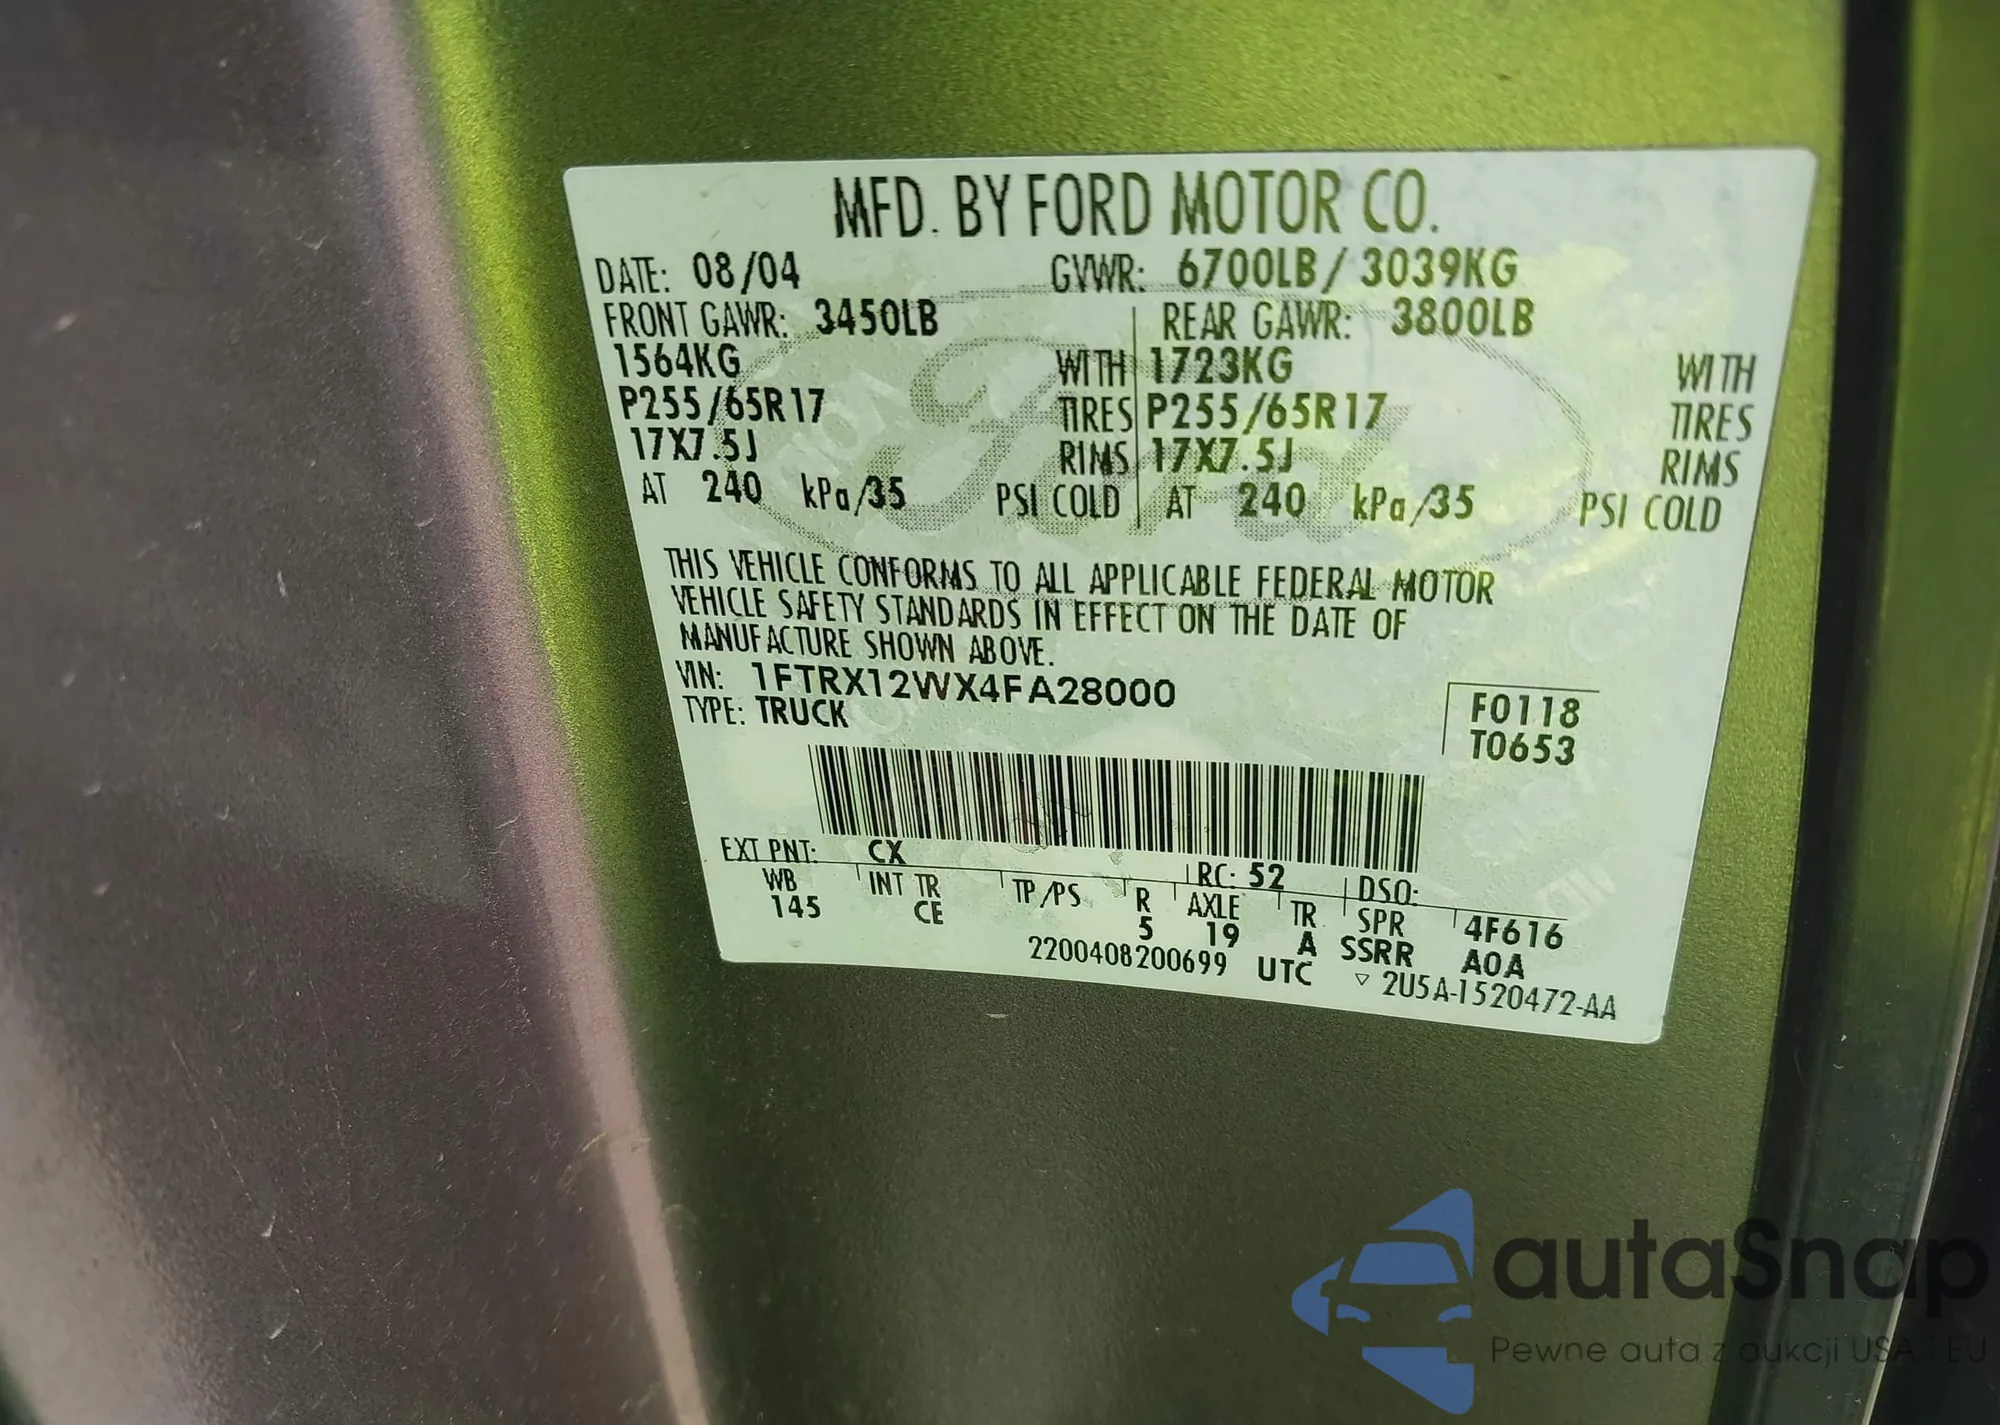 MFD. BY FORD MOTOR CO.
DATE: 08/04 GVWR: 6700LB/ 3039KG
FRONT GAWR: 3450LB REAR GAWR: 3800LB
1564KG WITH 1723KG WITH
P255/65R17 TIRES P255/65R17 TIRES
17X7.5J RIMS 17X7.5J RIMS
AT 240 kPa/35 PSI COLD AT 240 kPa/35 PSI COLD
THIS VEHICLE CONFORMS TO ALL APPLICABLE FEDERAL MOTOR
VEHICLE SAFETY STANDARDS IN EFFECT ON THE DATE OF
MANUFACTURE SHOWN ABOVE.
VIN: 1FTRX12WX4FA28000
TYPE: TRUCK
F0118
T0653
EXT PNT: CX RC: 52 DSO:
WB INT TR TP/PS R AXLE TR SPR 4F616
145 CE 5 19 A SSRR A0A
2200408200699 UTC ▽ 2U5A-1520472-AA
Ford
autaSnap
Pewne auta z aukcji USA · EU